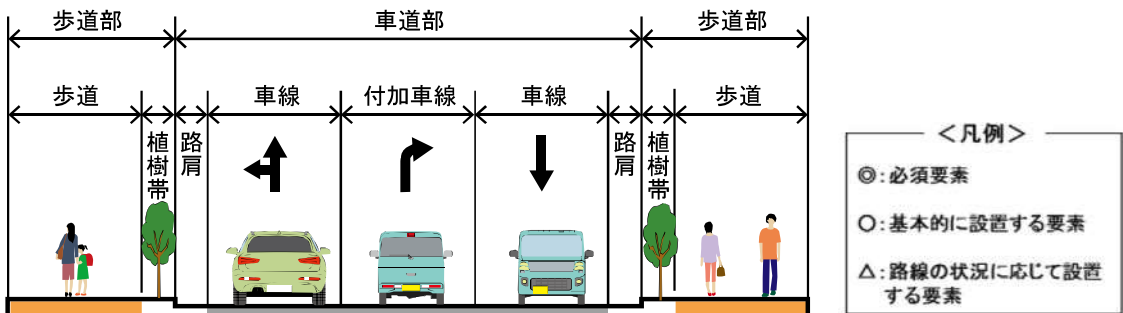 歩道部
車道部
歩道部
歩道
植樹帯
路肩
車線
付加車線
車線
路肩
植樹帯
歩道
＜凡例＞
◎：必須要素
○：基本的に設置する要素
△：路線の状況に応じて設置
する要素